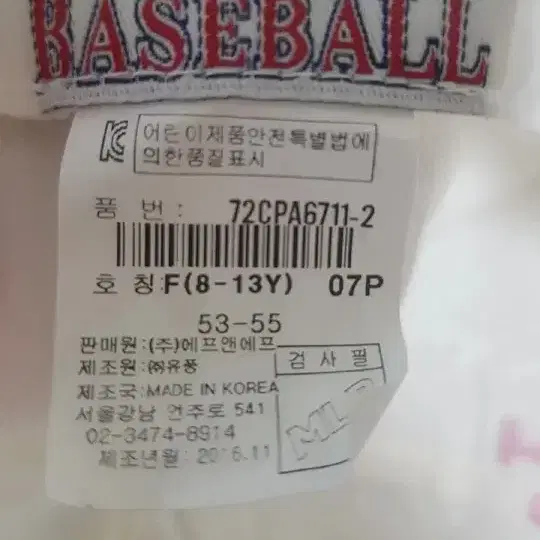 BASEBALL
KC 어린이제품안전특별법에
의한품질표시
품 번 : 72CPA6711-2
호 칭:F(8-13Y) 07P
53-55
판매원:(주)에프앤에프
검 사 필
제조원:㈜유풍
제조국:MADE IN KOREA
MLB
서울강남 언주로 541
02-3474-8914
제조년월: 2016.11